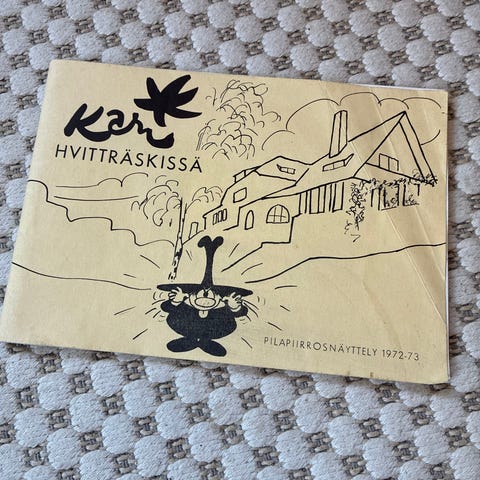 Kari
HVITTRÄSKISSÄ
PILAPIIRROSNÄYTTELY 1972-73